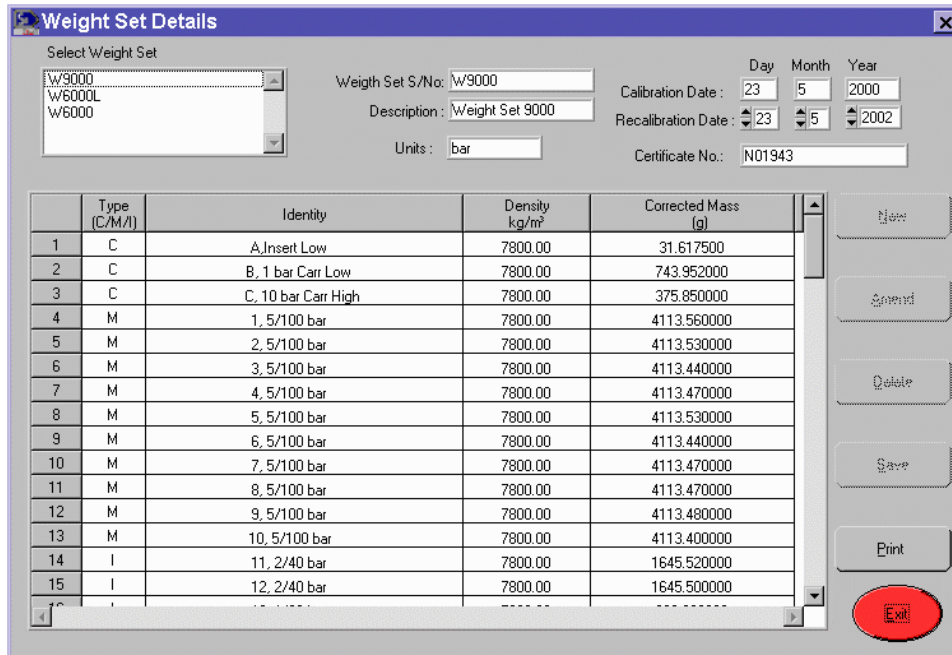 Weight Set Details
Select Weight Set
W9000
W6000L
W6000
Weigth Set S/No: W9000
Description : Weight Set 9000
Units : bar
Day Month Year
Calibration Date : 23 5 2000
Recalibration Date : 23 5 2002
Certificate No.: N01943
Type (C/M/I) Identity Density kg/m³ Corrected Mass (g)
1 C A,Insert Low 7800.00 31.617500
2 C B, 1 bar Carr Low 7800.00 743.952000
3 C C, 10 bar Carr High 7800.00 375.850000
4 M 1, 5/100 bar 7800.00 4113.560000
5 M 2, 5/100 bar 7800.00 4113.530000
6 M 3, 5/100 bar 7800.00 4113.440000
7 M 4, 5/100 bar 7800.00 4113.470000
8 M 5, 5/100 bar 7800.00 4113.530000
9 M 6, 5/100 bar 7800.00 4113.440000
10 M 7, 5/100 bar 7800.00 4113.470000
11 M 8, 5/100 bar 7800.00 4113.470000
12 M 9, 5/100 bar 7800.00 4113.480000
13 M 10, 5/100 bar 7800.00 4113.400000
14 I 11, 2/40 bar 7800.00 1645.520000
15 I 12, 2/40 bar 7800.00 1645.500000
New
Amend
Delete
Save
Print
Exit